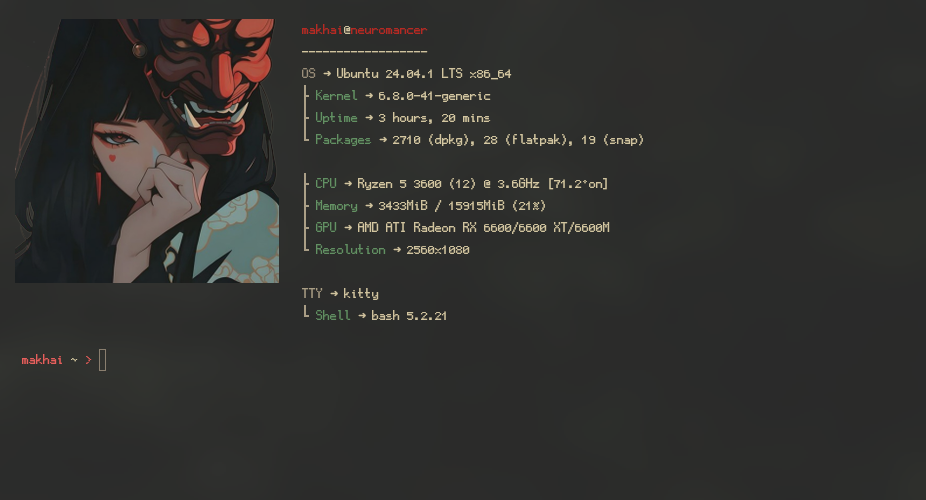 makhai@neuromancer
------------------
OS → Ubuntu 24.04.1 LTS x86_64
├ Kernel → 6.8.0-41-generic
├ Uptime → 3 hours, 20 mins
└ Packages → 2710 (dpkg), 28 (flatpak), 19 (snap)
├ CPU → Ryzen 5 3600 (12) @ 3.6GHz [71.2°on]
├ Memory → 3433MiB / 15915MiB (21%)
├ GPU → AMD ATI Radeon RX 6600/6600 XT/6600M
└ Resolution → 2560x1080
TTY → kitty
└ Shell → bash 5.2.21
makhai ~ >